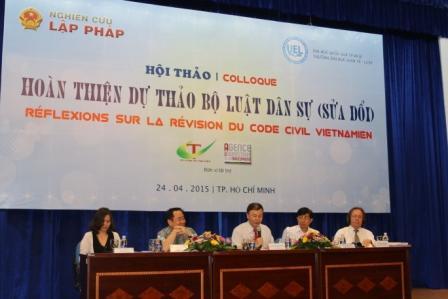 NGHIÊN CỨU
LẬP PHÁP
UEL
HỘI THẢO | COLLOQUE
HOÀN THIỆN DỰ THẢO BỘ LUẬT DÂN SỰ (SỬA ĐỔI)
RÉFLEXIONS SUR LA RÉVISION DU CODE CIVIL VIETNAMIEN
24.04.2015 | TP. HỒ CHÍ MINH